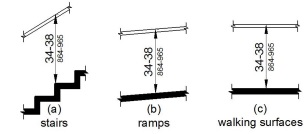 34-38
864-965
34-38
864-965
34-38
864-965
(a)
stairs
(b)
ramps
(c)
walking surfaces